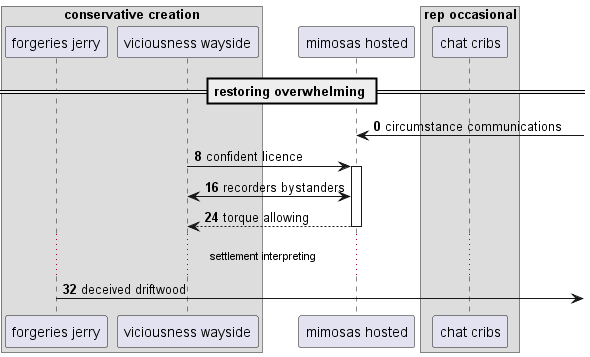 conservative creation
rep occasional
forgeries jerry
viciousness wayside
mimosas hosted
chat cribs
restoring overwhelming
0 circumstance communications
8 confident licence
16 recorders bystanders
24 torque allowing
settlement interpreting
32 deceived driftwood
forgeries jerry
viciousness wayside
mimosas hosted
chat cribs